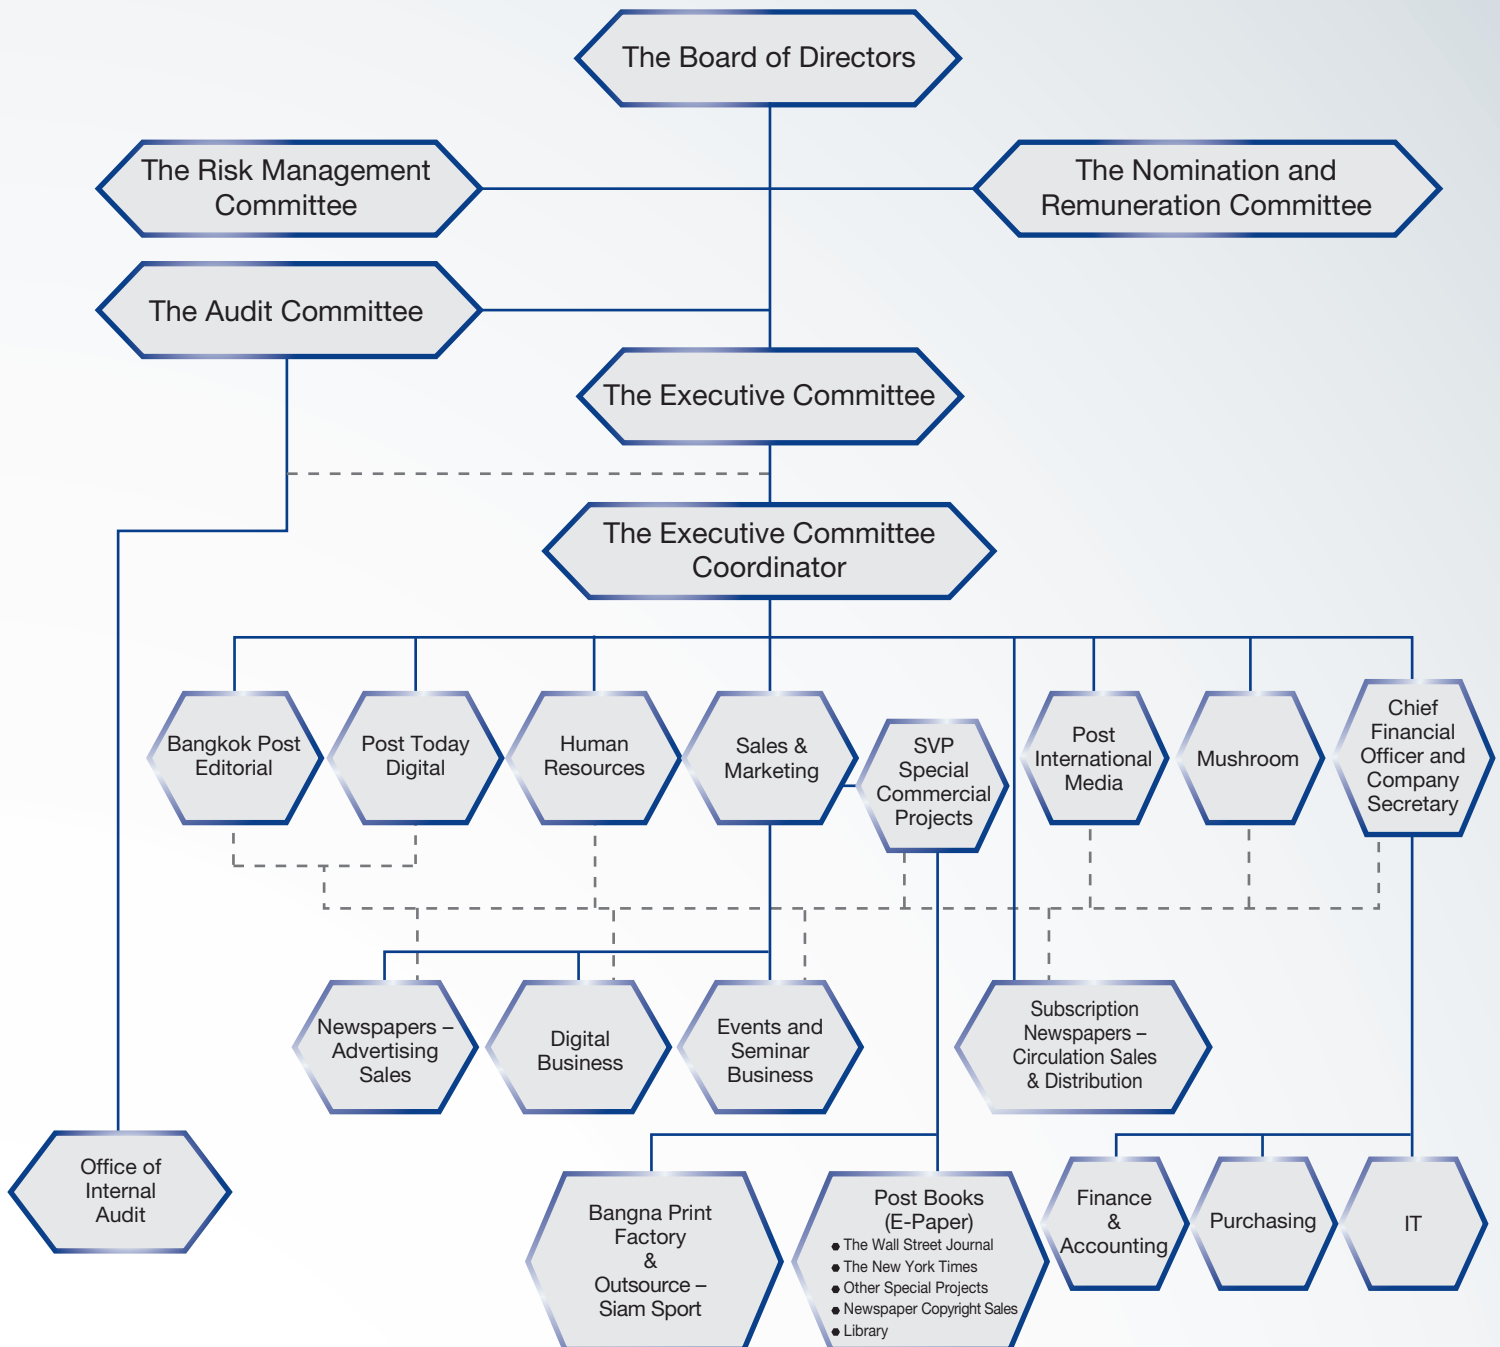 The Board of Directors
The Risk Management
Committee
The Nomination and
Remuneration Committee
The Audit Committee
The Executive Committee
The Executive Committee
Coordinator
Bangkok Post
Editorial
Post Today
Digital
Human
Resources
Sales &
Marketing
SVP
Special
Commercial
Projects
Post
International
Media
Mushroom
Chief
Financial
Officer and
Company
Secretary
Newspapers –
Advertising
Sales
Digital
Business
Events and
Seminar
Business
Subscription
Newspapers –
Circulation Sales
& Distribution
Office of
Internal
Audit
Bangna Print
Factory
&
Outsource –
Siam Sport
Post Books
(E-Paper)
● The Wall Street Journal
● The New York Times
● Other Special Projects
● Newspaper Copyright Sales
● Library
Finance
&
Accounting
Purchasing
IT